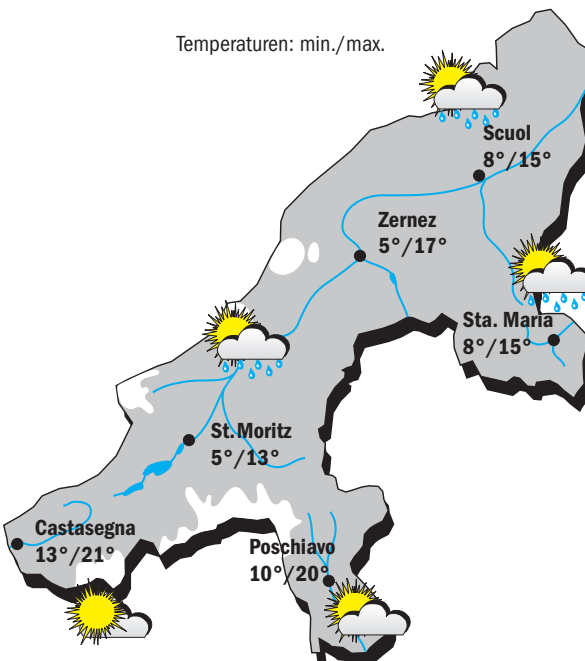 Temperaturen: min./max.
Scuol
8°/15°
Zernez
5°/17°
Sta. Maria
8°/15°
St. Moritz
5°/13°
Castasegna
13°/21°
Poschiavo
10°/20°